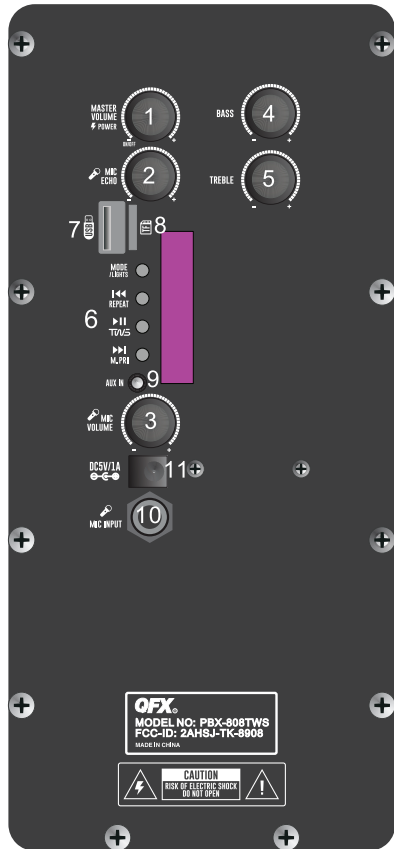 MASTER
VOLUME
POWER
ON/OFF
- +
1
BASS
- +
4
MIC
ECHO
- +
2
TREBLE
- +
5
7
USB
TF
8
MODE
/LIGHTS
REPEAT
6
TWS
M.PRI
AUX IN
9
MIC
VOLUME
- +
3
DC5V/1A
11
MIC INPUT
10
QFX®
MODEL NO: PBX-808TWS
FCC-ID: 2AHSJ-TK-8908
MADE IN CHINA
CAUTION
RISK OF ELECTRIC SHOCK
DO NOT OPEN